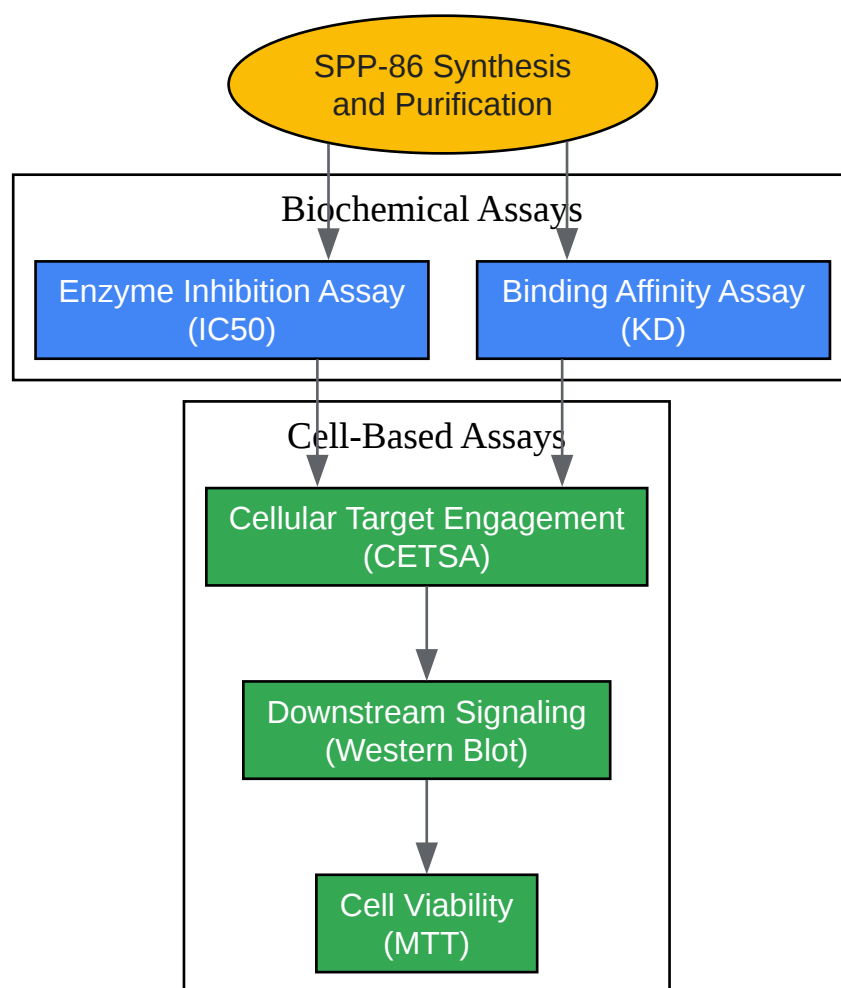 SPP-86 Synthesis
and Purification
Biochemical Assays
Enzyme Inhibition Assay
(IC50)
Binding Affinity Assay
(KD)
Cell-Based Assays
Cellular Target Engagement
(CETSA)
Downstream Signaling
(Western Blot)
Cell Viability
(MTT)